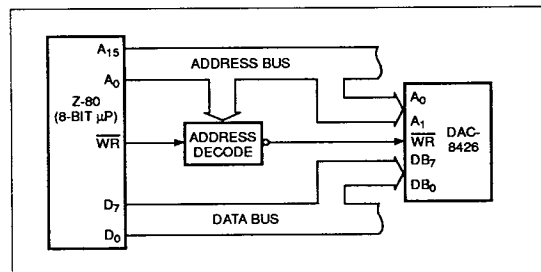 A15
ADDRESS BUS
A0
Z-80
(8-BIT μP)
A0
A1
WR
ADDRESS
DECODE
WR
DAC-
8426
DB7
DB0
D7
DATA BUS
D0